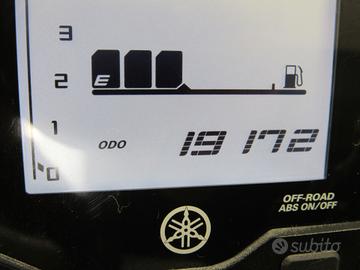 3
2
E
1
ODO 19172
0
OFF-ROAD
ABS ON/OFF
subito